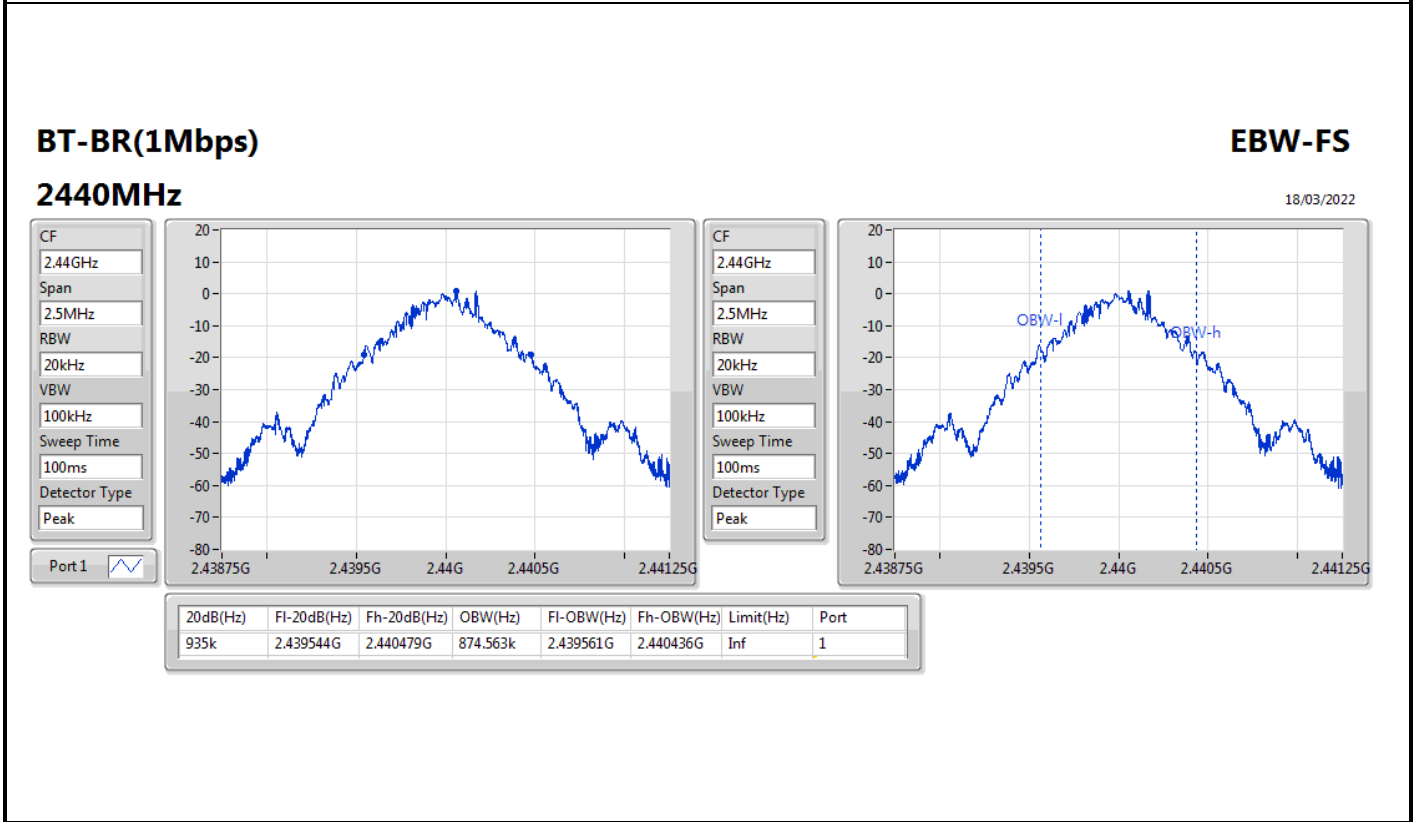 BT-BR(1Mbps)
EBW-FS
2440MHz
18/03/2022
CF
2.44GHz
Span
2.5MHz
RBW
20kHz
VBW
100kHz
Sweep Time
100ms
Detector Type
Peak
Port 1
20
10
0
-10
-20
-30
-40
-50
-60
-70
-80
2.43875G 2.4395G 2.44G 2.4405G 2.44125G
CF
2.44GHz
Span
2.5MHz
RBW
20kHz
VBW
100kHz
Sweep Time
100ms
Detector Type
Peak
20
10
0
-10
-20
-30
-40
-50
-60
-70
-80
OBW-l
OBW-h
2.43875G 2.4395G 2.44G 2.4405G 2.44125G
20dB(Hz) Fl-20dB(Hz) Fh-20dB(Hz) OBW(Hz) Fl-OBW(Hz) Fh-OBW(Hz) Limit(Hz) Port
935k 2.439544G 2.440479G 874.563k 2.439561G 2.440436G Inf 1